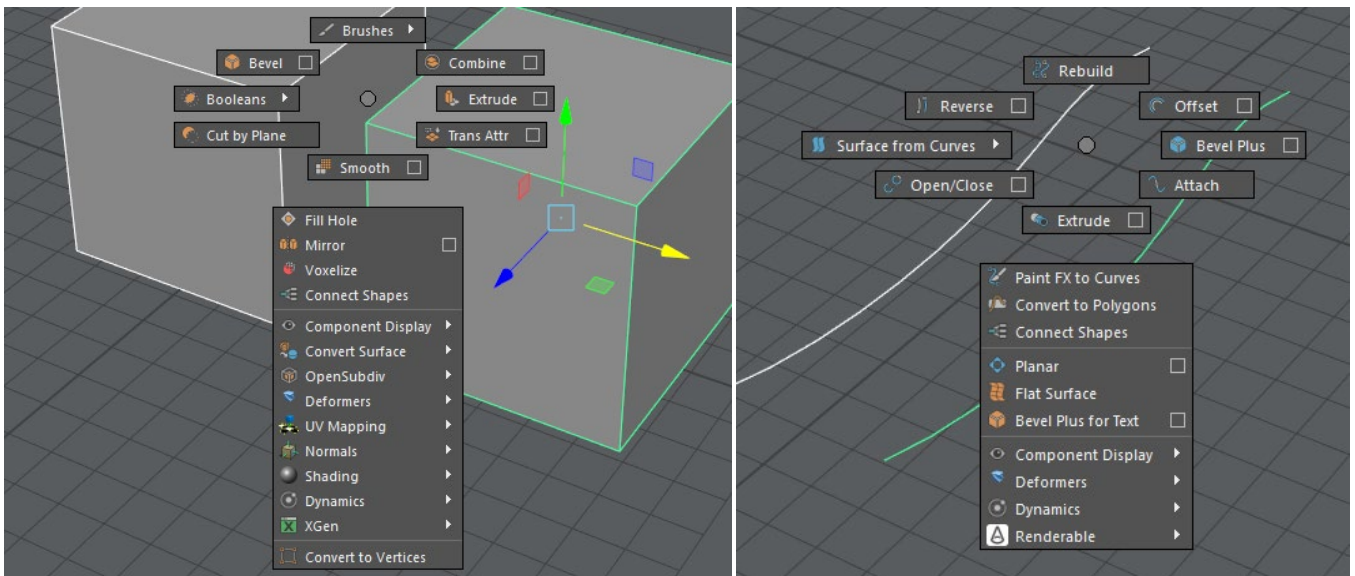 Brushes
Bevel
Combine
Booleans
Extrude
Cut by Plane
Trans Attr
Smooth
Fill Hole
Mirror
Voxelize
Connect Shapes
Component Display
Convert Surface
OpenSubdiv
Deformers
UV Mapping
Normals
Shading
Dynamics
XGen
Convert to Vertices
Rebuild
Reverse
Offset
Surface from Curves
Bevel Plus
Open/Close
Attach
Extrude
Paint FX to Curves
Convert to Polygons
Connect Shapes
Planar
Flat Surface
Bevel Plus for Text
Component Display
Deformers
Dynamics
Renderable